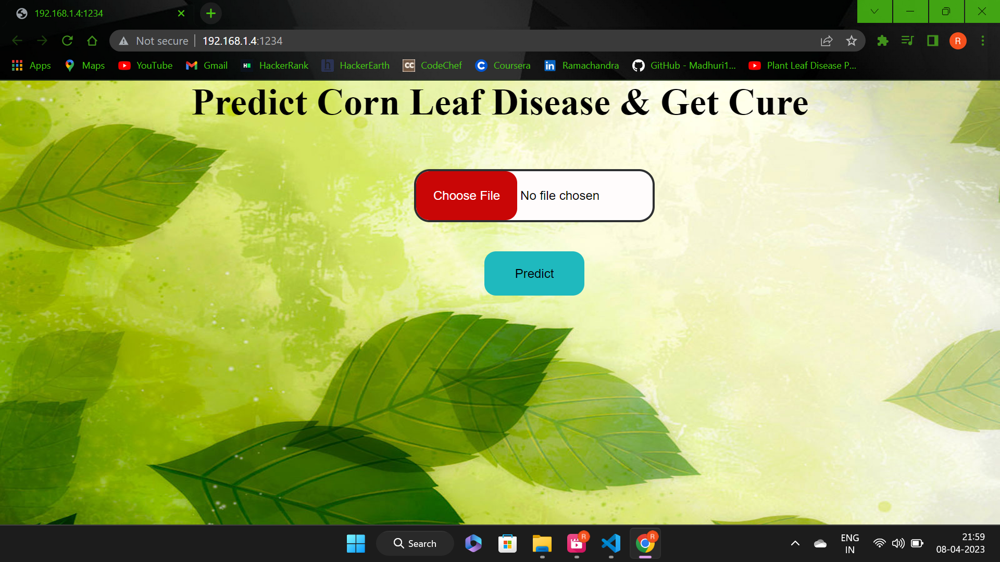 192.168.1.4:1234
Not secure 192.168.1.4:1234
R
Apps Maps YouTube Gmail HackerRank HackerEarth CodeChef Coursera Ramachandra GitHub - Madhuri1... Plant Leaf Disease P...
Predict Corn Leaf Disease & Get Cure
Choose File No file chosen
Predict
Search
R
R
ENG
IN
21:59
08-04-2023